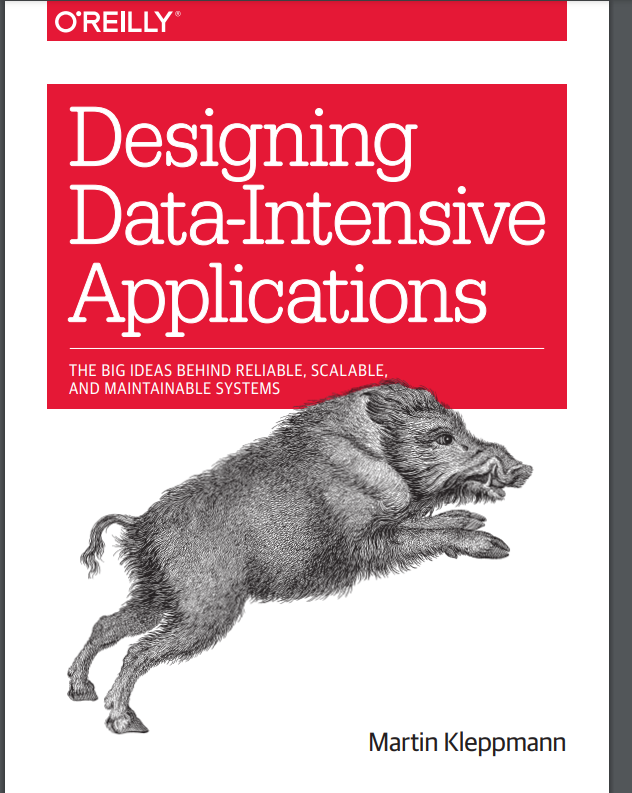 O'REILLY®
Designing
Data-Intensive
Applications
THE BIG IDEAS BEHIND RELIABLE, SCALABLE,
AND MAINTAINABLE SYSTEMS
Martin Kleppmann